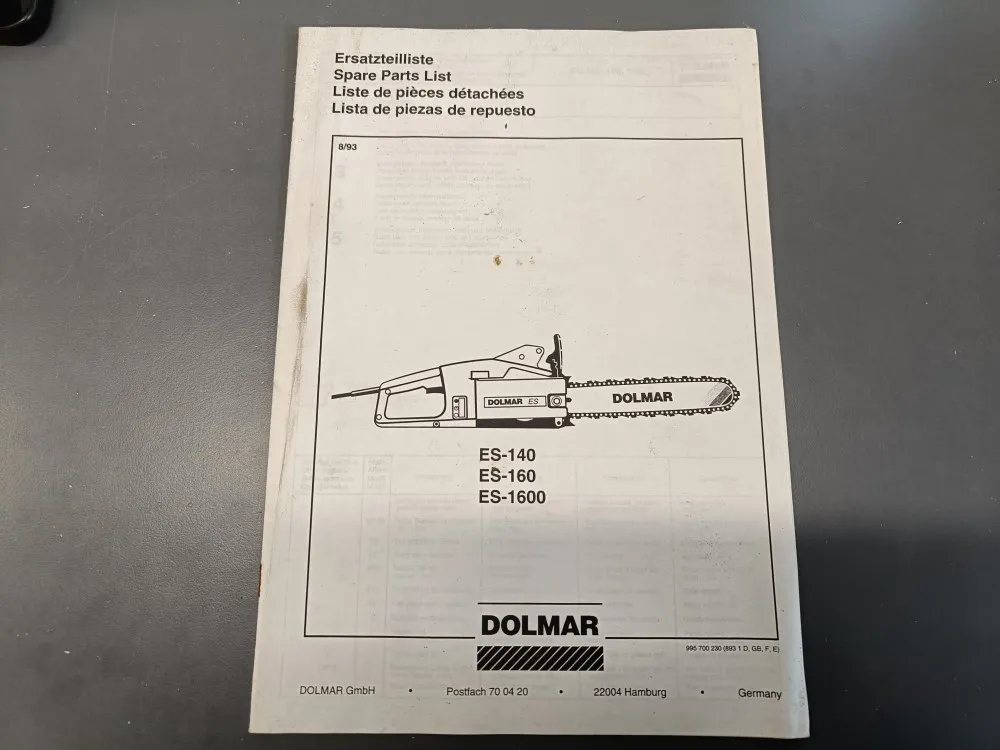 Ersatzteilliste
Spare Parts List
Liste de pièces détachées
Lista de piezas de repuesto
8/93
DOLMAR ES
DOLMAR
ES-140
ES-160
ES-1600
DOLMAR
995 700 230 (893 1 D, GB, F, E)
DOLMAR GmbH • Postfach 70 04 20 • 22004 Hamburg • Germany